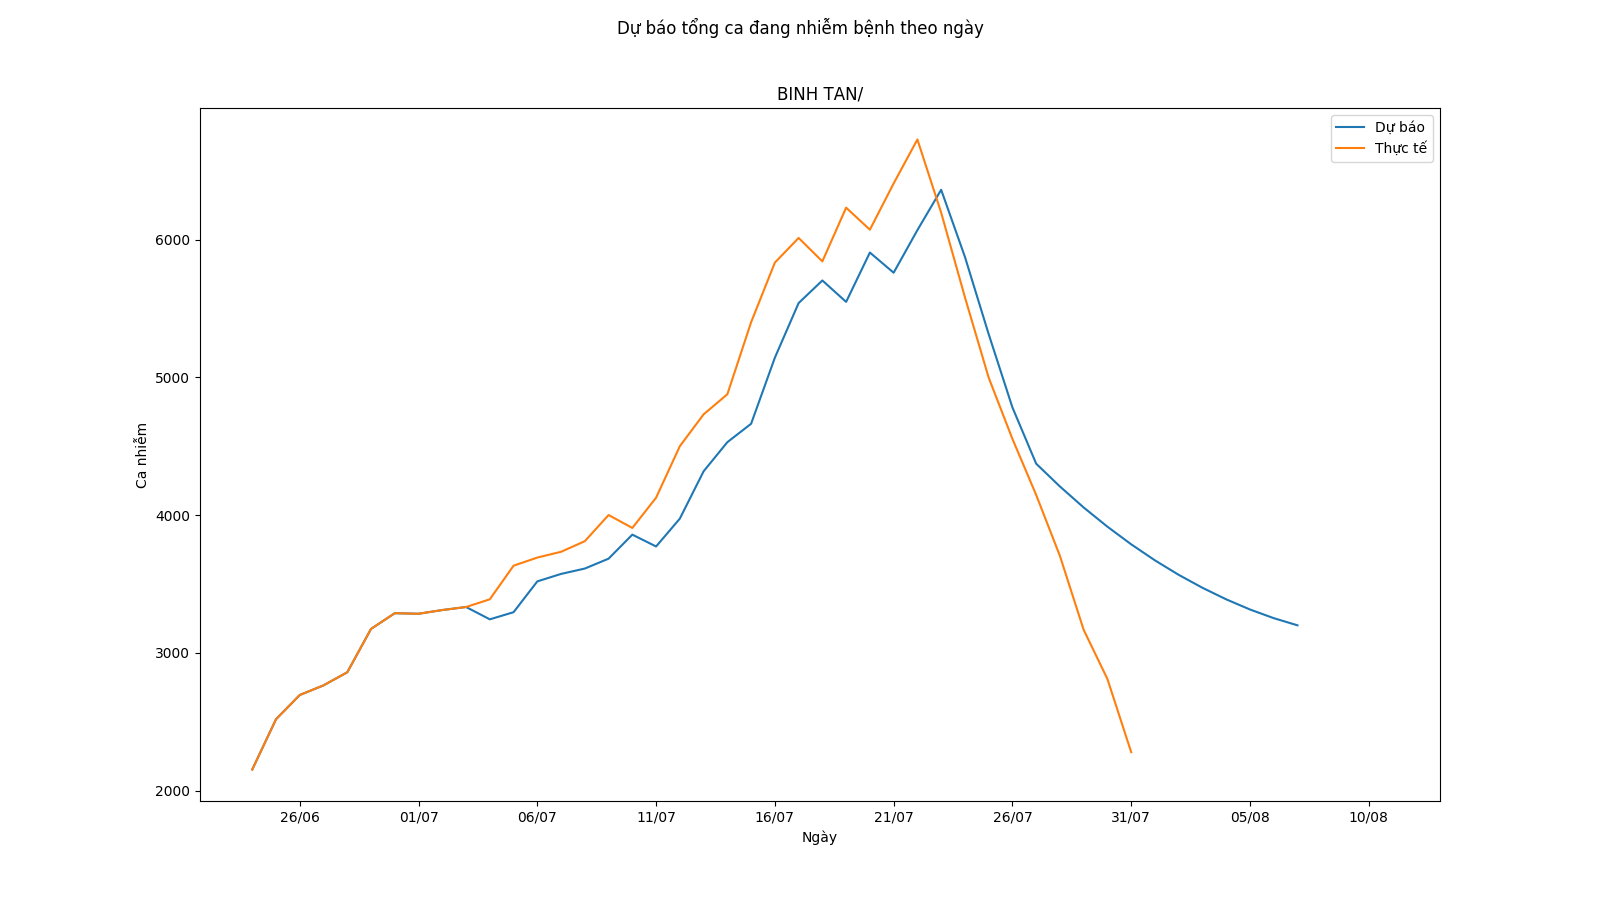 Dự báo tổng ca đang nhiễm bệnh theo ngày
BINH TAN/
Dự báo
Thực tế
Ca nhiễm
6000
5000
4000
3000
2000
26/06 01/07 06/07 11/07 16/07 21/07 26/07 31/07 05/08 10/08
Ngày